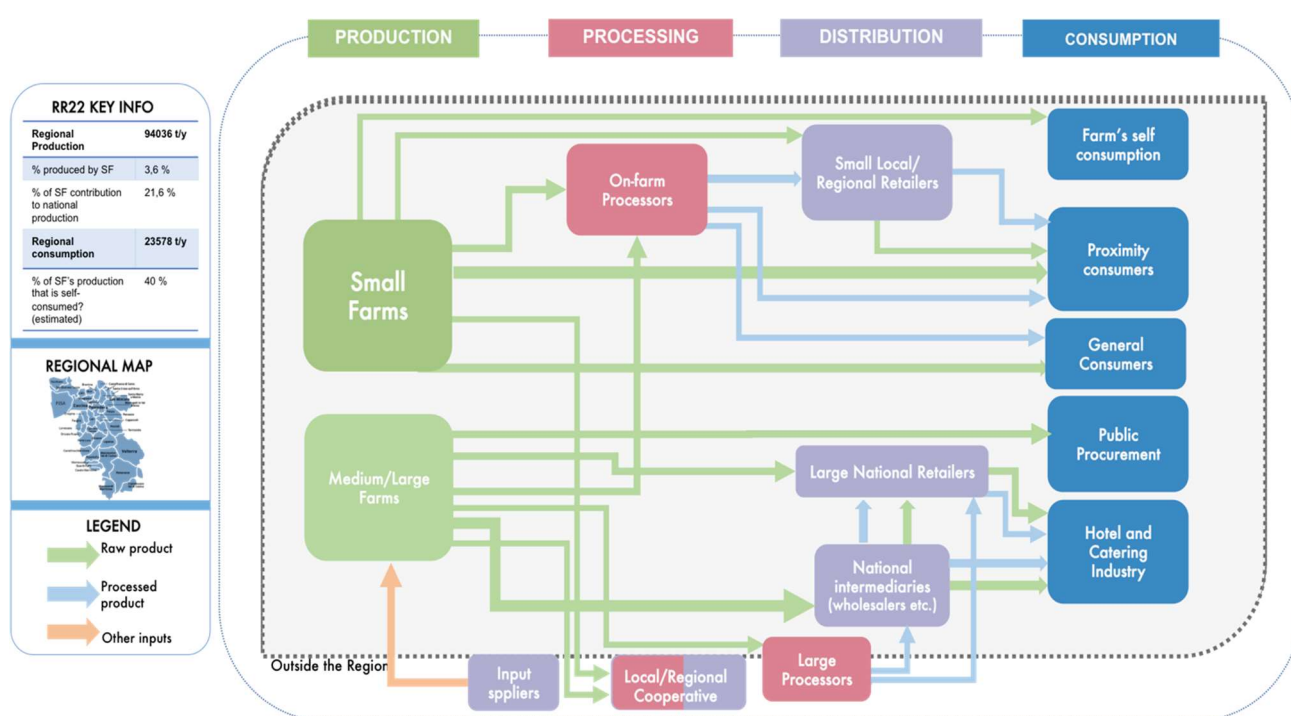 PRODUCTION
PROCESSING
DISTRIBUTION
CONSUMPTION
RR22 KEY INFO
Regional
Production
94036 t/y
% produced by SF
3,6 %
% of SF contribution
to national
production
21,6 %
Regional
consumption
23578 t/y
% of SF's production
that is self-
consumed?
(estimated)
40 %
REGIONAL MAP
LEGEND
Raw product
Processed
product
Other inputs
Small
Farms
Medium/Large
Farms
On-farm
Processors
Small Local/
Regional Retailers
Large National Retailers
National
intermediaries
(wholesalers etc.)
Farm's self
consumption
Proximity
consumers
General
Consumers
Public
Procurement
Hotel and
Catering
Industry
Outside the Region
Input
sppliers
Local/Regional
Cooperative
Large
Processors